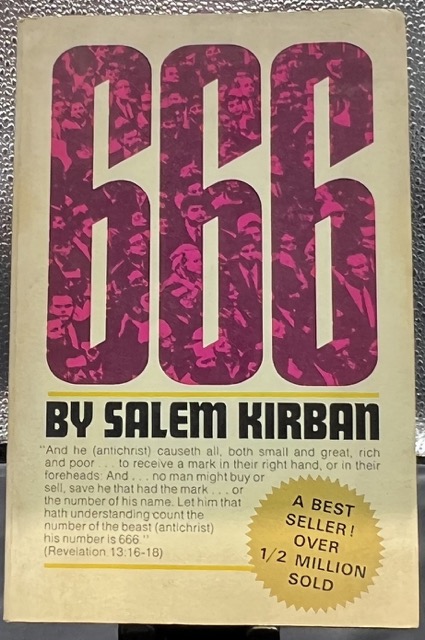 666
BY SALEM KIRBAN
"And he (antichrist) causeth all, both small and great, rich
and poor . . . to receive a mark in their right hand, or in their
foreheads: And . . . no man might buy or
sell, save he that had the mark . . . or
the number of his name. Let him that
hath understanding count the
number of the beast (antichrist)
his number is 666."
(Revelation 13:16-18)
A BEST
SELLER!
OVER
1/2 MILLION
SOLD